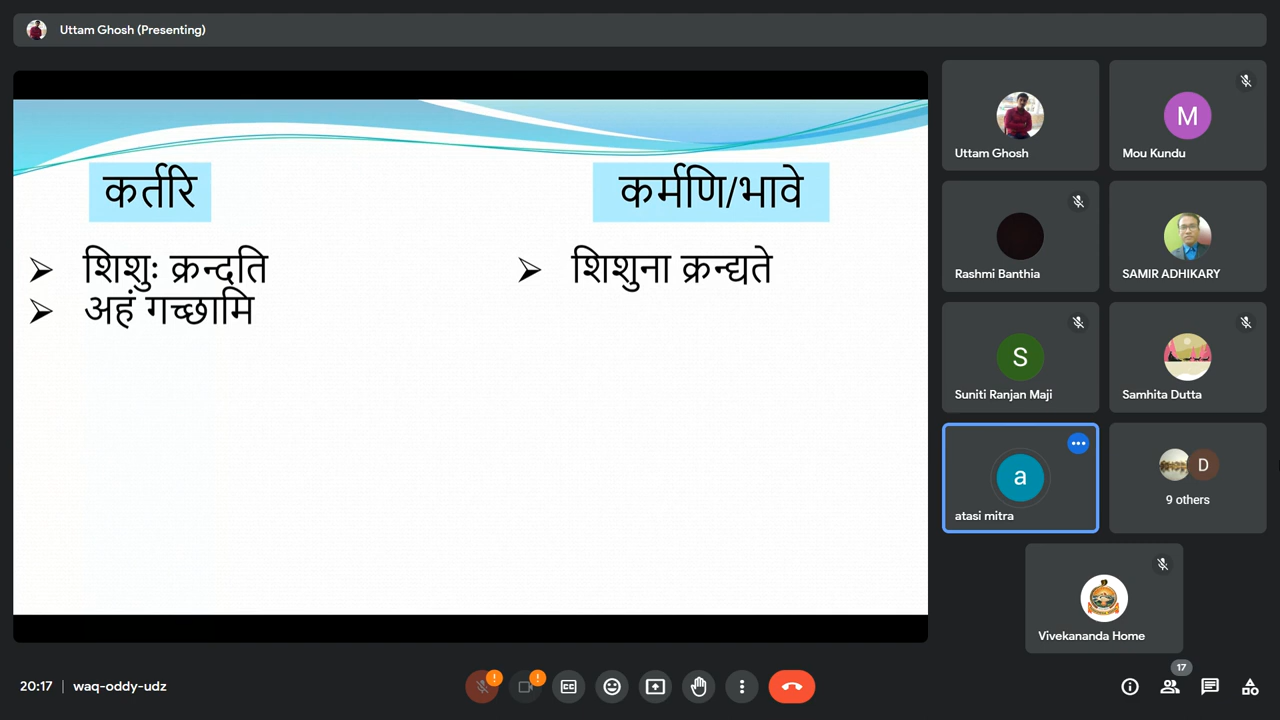 Uttam Ghosh (Presenting)
कर्तरि
कर्मणि/भावे
शिशुः क्रन्दति
अहं गच्छामि
शिशुना क्रन्द्यते
Uttam Ghosh
M
Mou Kundu
Rashmi Banthia
SAMIR ADHIKARY
S
Suniti Ranjan Maji
Samhita Dutta
a
atasi mitra
D
9 others
Vivekananda Home
20:17 | waq-oddy-udz
17